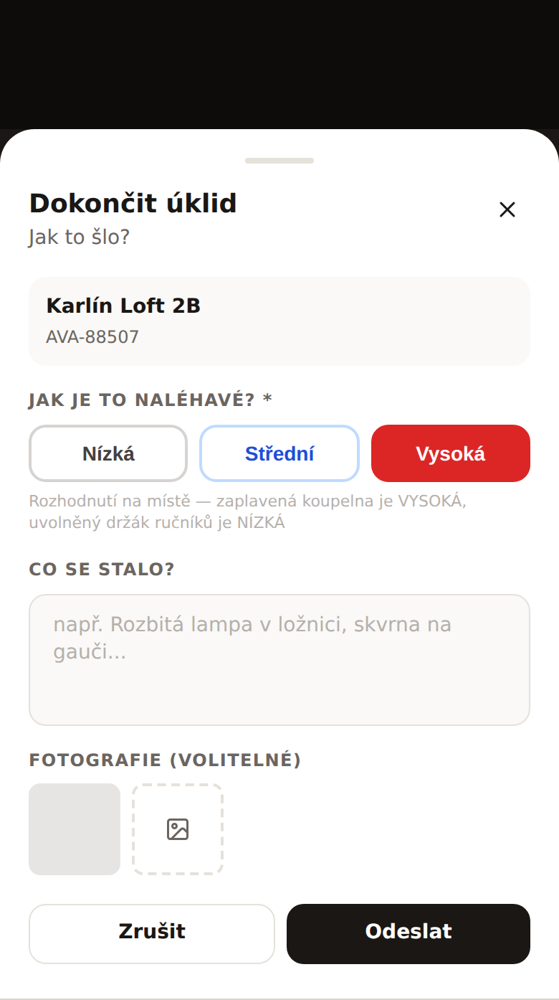 Dokončit úklid
Jak to šlo?
Karlín Loft 2B
AVA-88507
JAK JE TO NALÉHAVÉ? *
Nízká
Střední
Vysoká
Rozhodnutí na místě — zaplavená koupelna je VYSOKÁ,
uvolněný držák ručníků je NÍZKÁ
CO SE STALO?
např. Rozbitá lampa v ložnici, skvrna na
gauči...
FOTOGRAFIE (VOLITELNÉ)
Zrušit
Odeslat